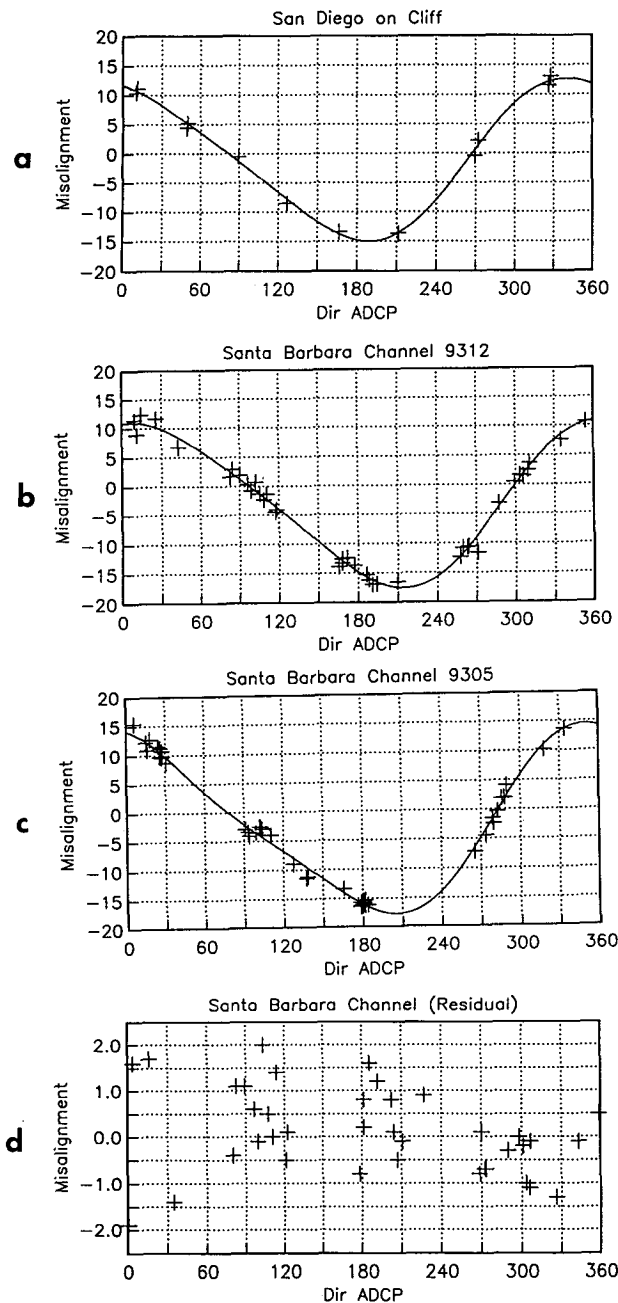 San Diego on Cliff
a
Misalignment
20
15
10
5
0
−5
−10
−15
−20
0 60 120 180 240 300 360
Dir ADCP
Santa Barbara Channel 9312
b
Misalignment
20
15
10
5
0
−5
−10
−15
−20
0 60 120 180 240 300 360
Dir ADCP
Santa Barbara Channel 9305
c
Misalignment
20
15
10
5
0
−5
−10
−15
−20
0 60 120 180 240 300 360
Dir ADCP
Santa Barbara Channel (Residual)
d
Misalignment
2.0
1.0
0.0
−1.0
−2.0
0 60 120 180 240 300 360
Dir ADCP